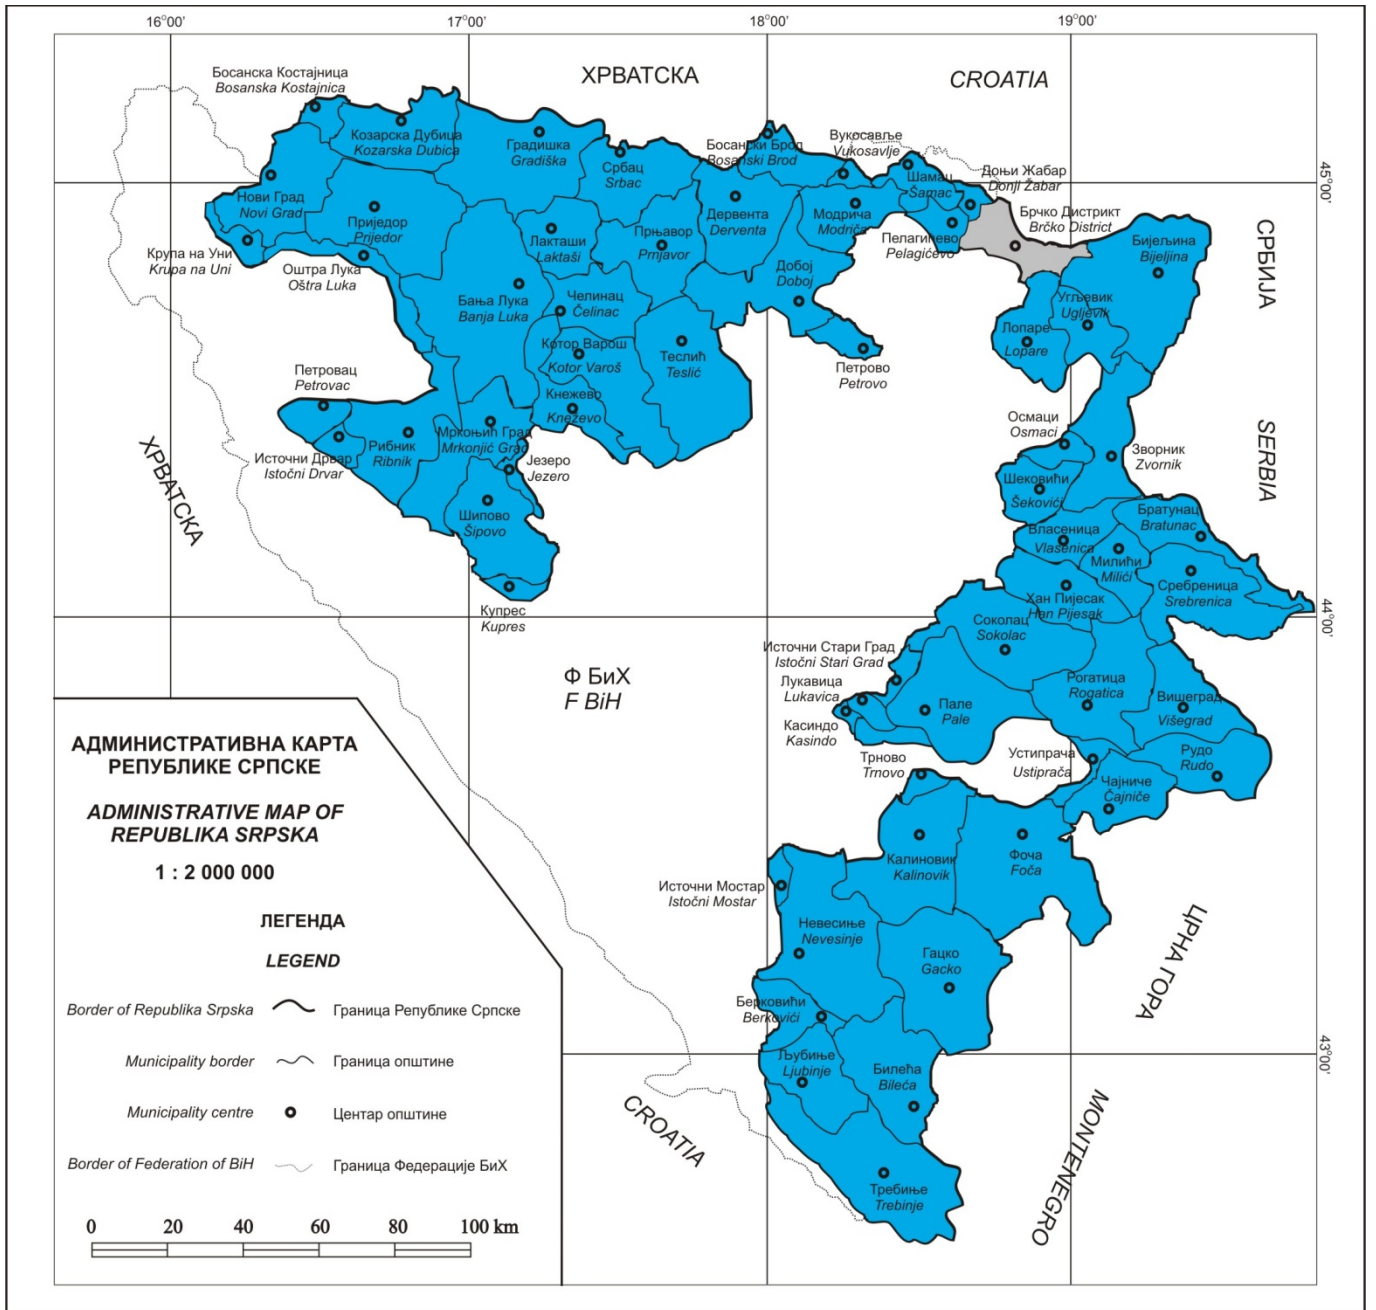 16°00'
17°00'
18°00'
19°00'
ХРВАТСКА
CROATIA
Босанска Костајница
Bosanska Kostajnica
Козарска Дубица
Kozarska Dubica
Градишка
Gradiška
Србац
Srbac
Босански Брод
Bosanski Brod
Вукосавље
Vukosavlje
Шамац
Šamac
Доњи Жабар
Donji Žabar
45°00'
Брчко Дистрикт
Brčko District
Нови Град
Novi Grad
Приједор
Prijedor
Лакташи
Laktaši
Прњавор
Prnjavor
Дервента
Derventa
Модрича
Modriča
Пелагићево
Pelagićevo
Бијељина
Bijeljina
СРБИЈА
Крупа на Уни
Krupa na Uni
Оштра Лука
Oštra Luka
Бања Лука
Banja Luka
Челинац
Čelinac
Добој
Doboj
Угљевик
Ugljevik
Лопаре
Lopare
Котор Варош
Kotor Varoš
Теслић
Teslić
Петрово
Petrovo
Петровац
Petrovac
Кнежево
Kneževo
Осмаци
Osmaci
SERBIA
ХРВАТСКА
Источни Дрвар
Istočni Drvar
Рибник
Ribnik
Мркоњић Град
Mrkonjić Grad
Језеро
Jezero
Зворник
Zvornik
Шековићи
Šekovići
Шипово
Šipovo
Братунац
Bratunac
Власеница
Vlasenica
Милићи
Milići
Сребреница
Srebrenica
Купрес
Kupres
Хан Пијесак
Han Pijesak
44°00'
Соколац
Sokolac
Источни Стари Град
Istočni Stari Grad
Ф БиХ
F BiH
Лукавица
Lukavica
Рогатица
Rogatica
Вишеград
Višegrad
Касиндо
Kasindo
Пале
Pale
Трново
Trnovo
Устипрача
Ustiprača
Рудо
Rudo
Чајниче
Čajniče
Калиновик
Kalinovik
Фоча
Foča
Источни Мостар
Istočni Mostar
Невесиње
Nevesinje
Гацко
Gacko
ЦРНА ГОРА
Берковићи
Berkovići
43°00'
Љубиње
Ljubinje
Билећа
Bileća
CROATIA
MONTENEGRO
Требиње
Trebinje
АДМИНИСТРАТИВНА КАРТА
РЕПУБЛИКЕ СРПСКЕ
ADMINISTRATIVE MAP OF
REPUBLIKA SRPSKA
1 : 2 000 000
ЛЕГЕНДА
LEGEND
Border of Republika Srpska Граница Републике Српске
Municipality border Граница општине
Municipality centre Центар општине
Border of Federation of BiH Граница Федерације БиХ
0 20 40 60 80 100 km